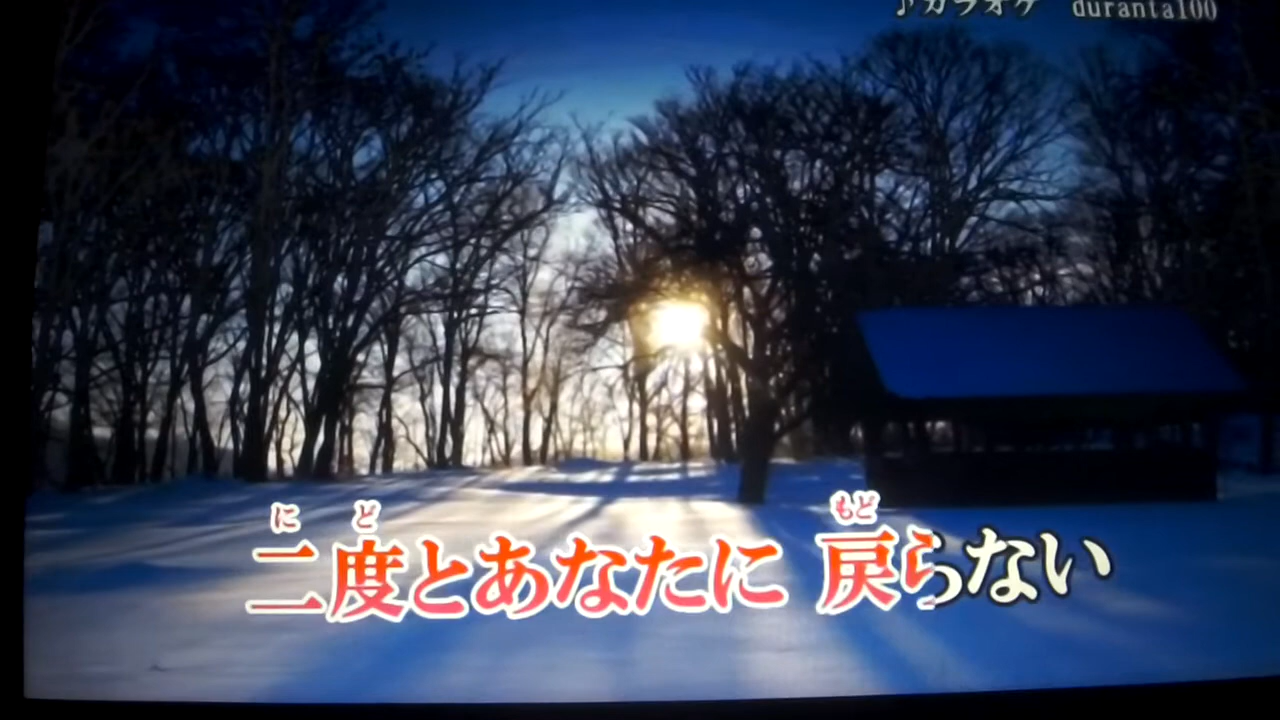 ♪カラオケ duranta100
に ど もど
二度とあなたに 戻らない